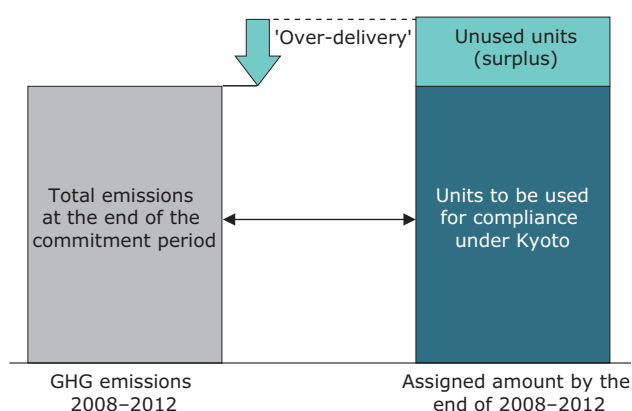 'Over-delivery'
Unused units
(surplus)
Total emissions
at the end of the
commitment period
Units to be used
for compliance
under Kyoto
GHG emissions
2008–2012
Assigned amount by the
end of 2008–2012